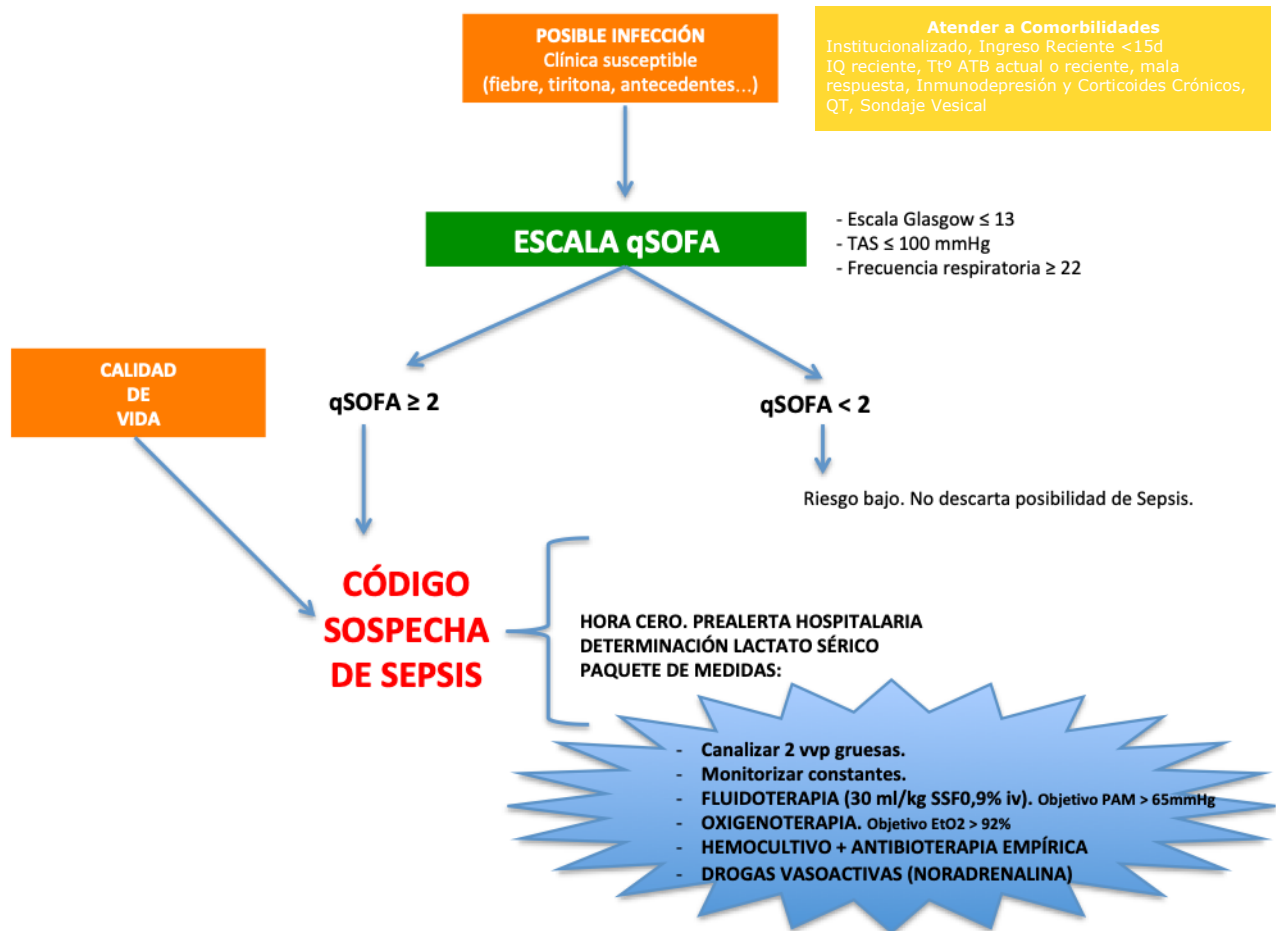 POSIBLE INFECCIÓN
Clínica susceptible
(fiebre, tiritona, antecedentes...)
Atender a Comorbilidades
Institucionalizado, Ingreso Reciente <15d
IQ reciente, Ttº ATB actual o reciente, mala
respuesta, Inmunodepresión y Corticoides Crónicos,
QT, Sondaje Vesical
ESCALA qSOFA
- Escala Glasgow ≤ 13
- TAS ≤ 100 mmHg
- Frecuencia respiratoria ≥ 22
CALIDAD
DE
VIDA
qSOFA ≥ 2
qSOFA < 2
Riesgo bajo. No descarta posibilidad de Sepsis.
CÓDIGO
SOSPECHA
DE SEPSIS
HORA CERO. PREALERTA HOSPITALARIA
DETERMINACIÓN LACTATO SÉRICO
PAQUETE DE MEDIDAS:
- Canalizar 2 vvp gruesas.
- Monitorizar constantes.
- FLUIDOTERAPIA (30 ml/kg SSF0,9% iv). Objetivo PAM > 65mmHg
- OXIGENOTERAPIA. Objetivo EtO2 > 92%
- HEMOCULTIVO + ANTIBIOTERAPIA EMPÍRICA
- DROGAS VASOACTIVAS (NORADRENALINA)